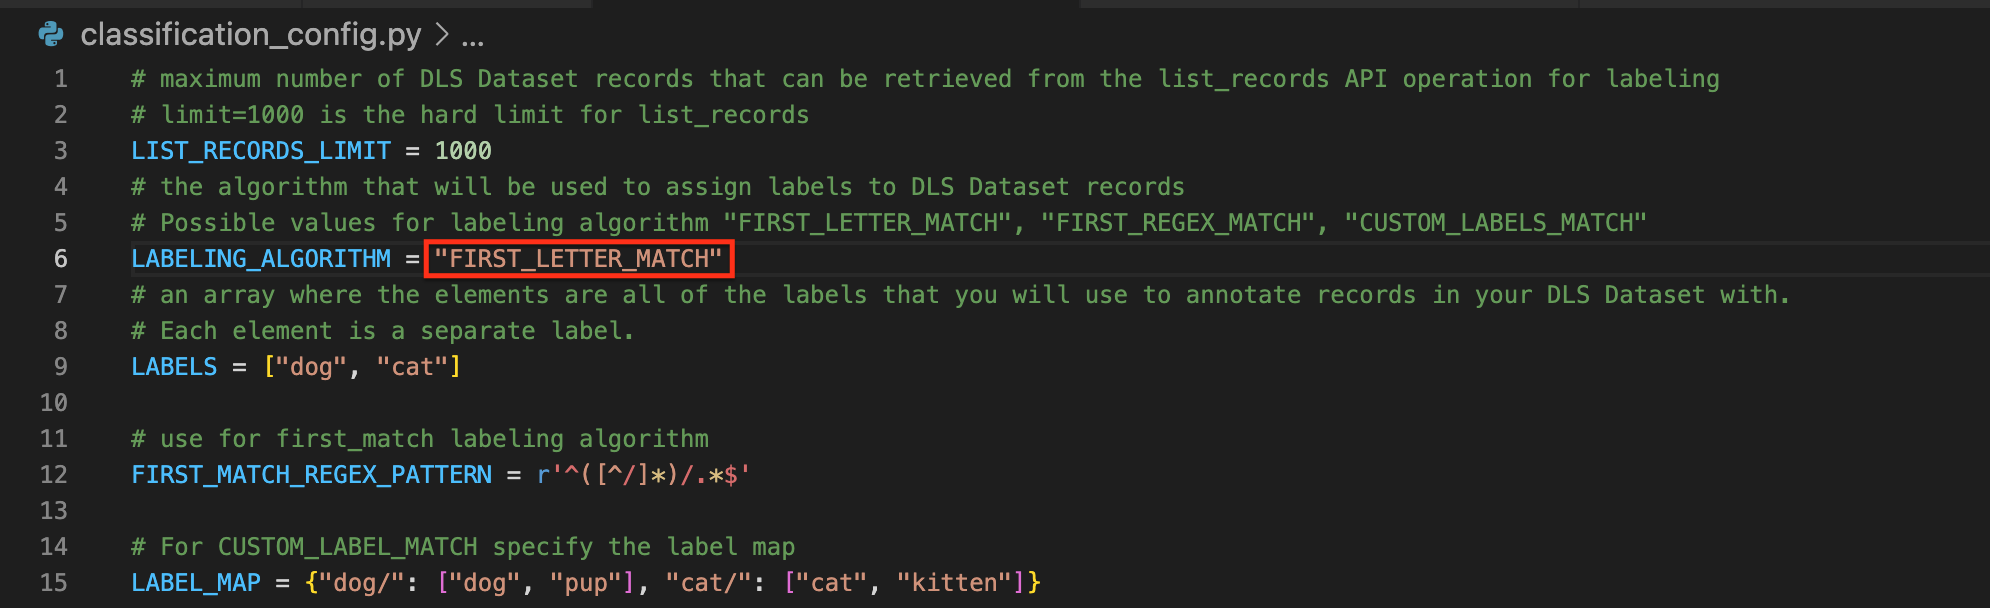 classification_config.py > ...
1 # maximum number of DLS Dataset records that can be retrieved from the list_records API operation for labeling
2 # limit=1000 is the hard limit for list_records
3 LIST_RECORDS_LIMIT = 1000
4 # the algorithm that will be used to assign labels to DLS Dataset records
5 # Possible values for labeling algorithm "FIRST_LETTER_MATCH", "FIRST_REGEX_MATCH", "CUSTOM_LABELS_MATCH"
6 LABELING_ALGORITHM = "FIRST_LETTER_MATCH"
7 # an array where the elements are all of the labels that you will use to annotate records in your DLS Dataset with.
8 # Each element is a separate label.
9 LABELS = ["dog", "cat"]
10
11 # use for first_match labeling algorithm
12 FIRST_MATCH_REGEX_PATTERN = r'^([^/]*)/.*$'
13
14 # For CUSTOM_LABEL_MATCH specify the label map
15 LABEL_MAP = {"dog/": ["dog", "pup"], "cat/": ["cat", "kitten"]}